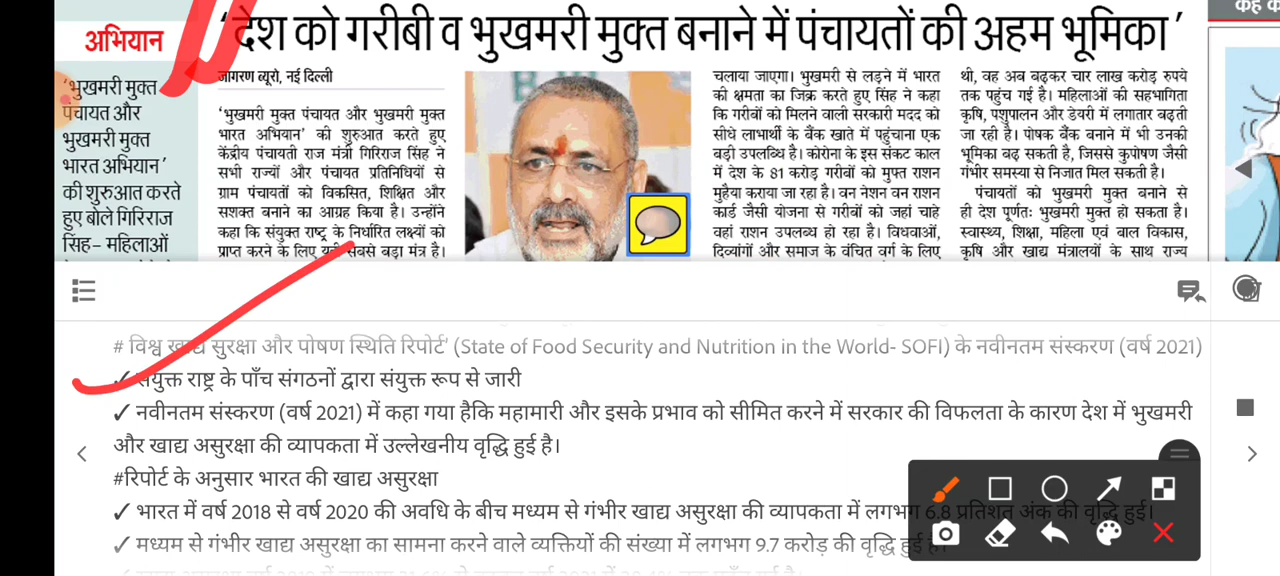 अभियान
'देश को गरीबी व भुखमरी मुक्त बनाने में पंचायतों की अहम भूमिका'
'भुखमरी मुक्त
पंचायत और
भुखमरी मुक्त
भारत अभियान'
की शुरुआत करते
हुए बोले गिरिराज
सिंह– महिलाओं
जागरण ब्यूरो, नई दिल्ली
'भुखमरी मुक्त पंचायत और भुखमरी मुक्त
भारत अभियान' की शुरुआत करते हुए
केंद्रीय पंचायती राज मंत्री गिरिराज सिंह ने
सभी राज्यों और पंचायत प्रतिनिधियों से
ग्राम पंचायतों को विकसित, शिक्षित और
सशक्त बनाने का आग्रह किया है। उन्होंने
कहा कि संयुक्त राष्ट्र के निर्धारित लक्ष्यों को
प्राप्त करने के लिए यही सबसे बड़ा मंत्र है।
चलाया जाएगा। भुखमरी से लड़ने में भारत
की क्षमता का जिक्र करते हुए सिंह ने कहा
कि गरीबों को मिलने वाली सरकारी मदद को
सीधे लाभार्थी के बैंक खाते में पहुंचाना एक
बड़ी उपलब्धि है। कोरोना के इस संकट काल
में देश के 81 करोड़ गरीबों को मुफ्त राशन
मुहैया कराया जा रहा है। वन नेशन वन राशन
कार्ड जैसी योजना से गरीबों को जहां चाहे
वहां राशन उपलब्ध हो रहा है। विधवाओं,
दिव्यांगों और समाज के वंचित वर्ग के लिए
थी, वह अब बढ़कर चार लाख करोड़ रुपये
तक पहुंच गई है। महिलाओं की सहभागिता
कृषि, पशुपालन और डेयरी में लगातार बढ़ती
जा रही है। पोषक बैंक बनाने में भी उनकी
भूमिका बढ़ सकती है, जिससे कुपोषण जैसी
गंभीर समस्या से निजात मिल सकती है।
पंचायतों को भुखमरी मुक्त बनाने से
ही देश पूर्णतः भुखमरी मुक्त हो सकता है।
स्वास्थ्य, शिक्षा, महिला एवं बाल विकास,
कृषि और खाद्य मंत्रालयों के साथ राज्य
# विश्व खाद्य सुरक्षा और पोषण स्थिति रिपोर्ट' (State of Food Security and Nutrition in the World- SOFI) के नवीनतम संस्करण (वर्ष 2021)
✓ संयुक्त राष्ट्र के पाँच संगठनों द्वारा संयुक्त रूप से जारी
✓ नवीनतम संस्करण (वर्ष 2021) में कहा गया हैकि महामारी और इसके प्रभाव को सीमित करने में सरकार की विफलता के कारण देश में भुखमरी
और खाद्य असुरक्षा की व्यापकता में उल्लेखनीय वृद्धि हुई है।
#रिपोर्ट के अनुसार भारत की खाद्य असुरक्षा
✓ भारत में वर्ष 2018 से वर्ष 2020 की अवधि के बीच मध्यम से गंभीर खाद्य असुरक्षा की व्यापकता में लगभग 6.8 प्रतिशत अंक की वृद्धि हुई।
✓ मध्यम से गंभीर खाद्य असुरक्षा का सामना करने वाले व्यक्तियों की संख्या में लगभग 9.7 करोड़ की वृद्धि हुई है।